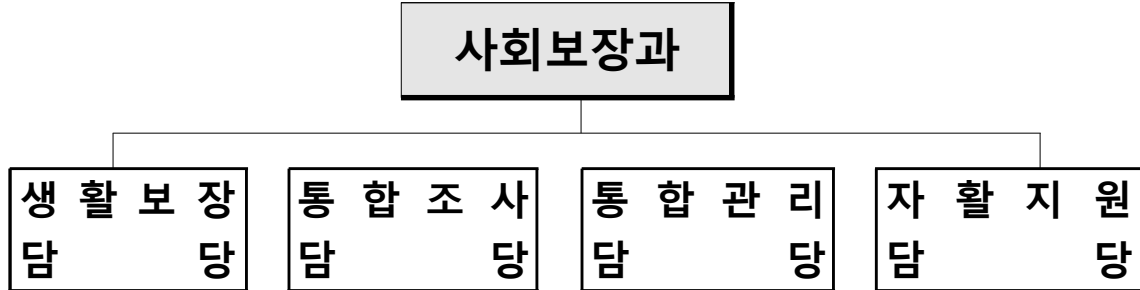 사회보장과
생활보장
담당
통합조사
담당
통합관리
담당
자활지원
담당